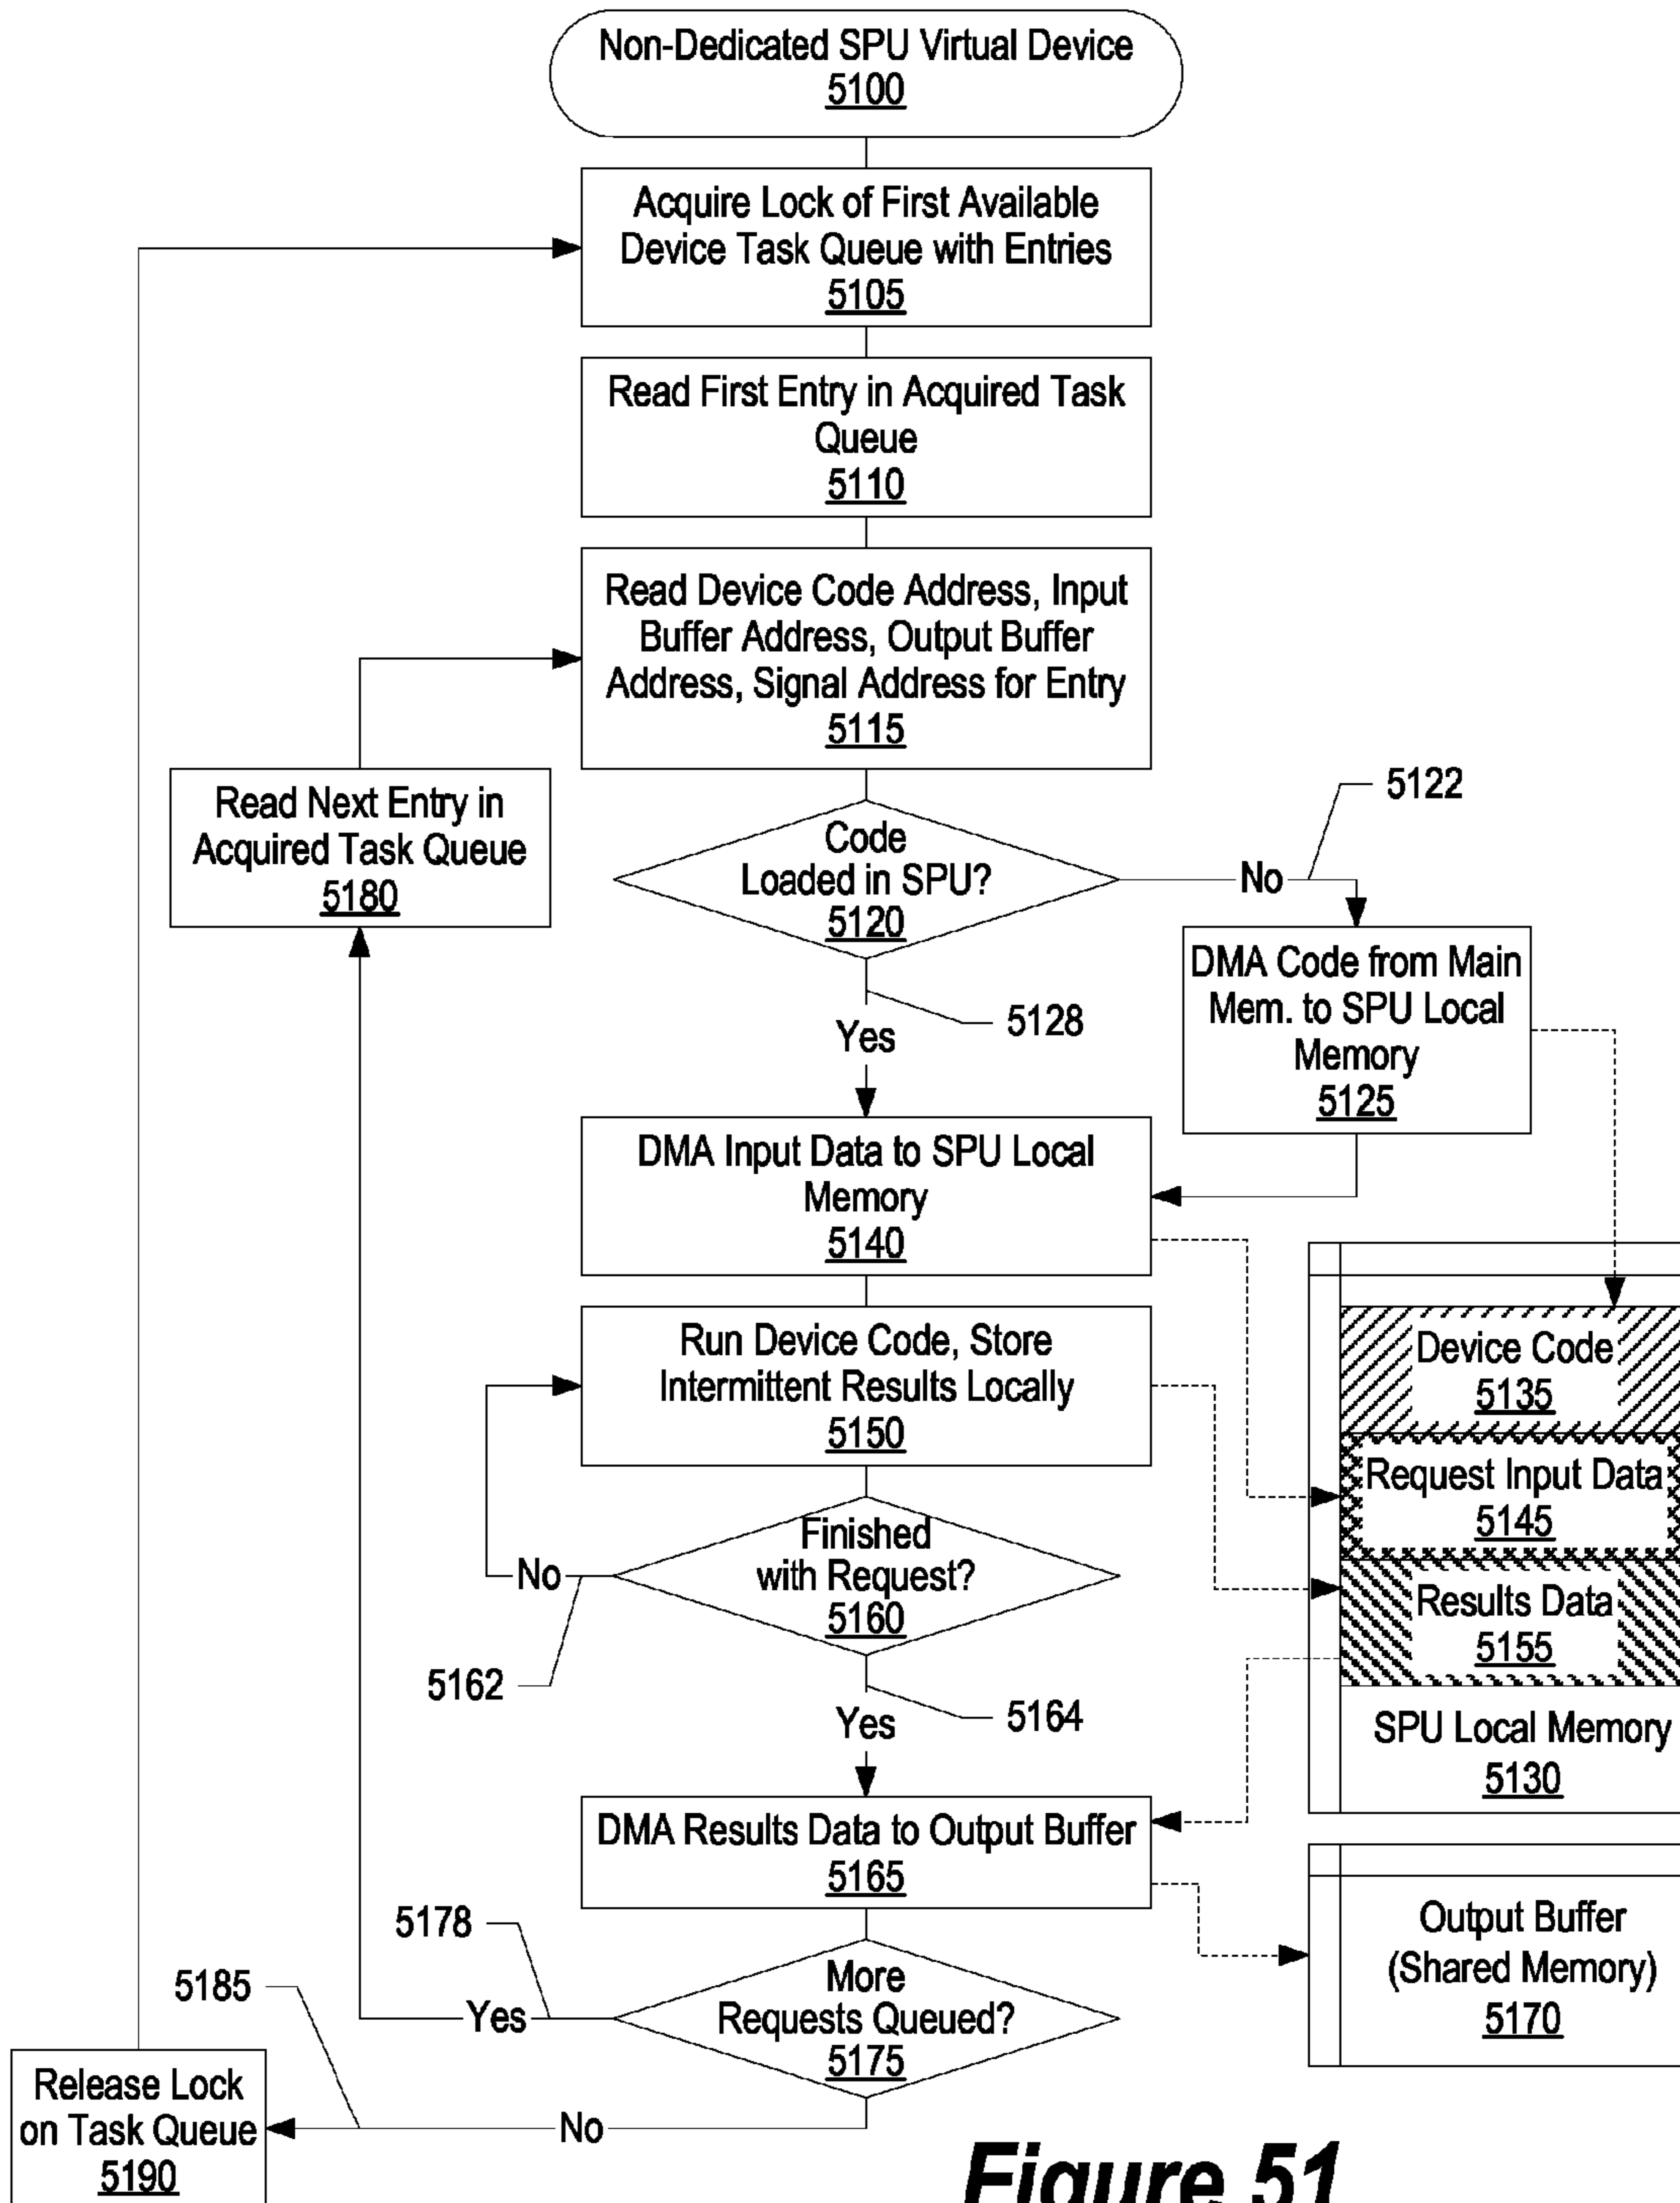 Non-Dedicated SPU Virtual Device
5100
Acquire Lock of First Available
Device Task Queue with Entries
5105
Read First Entry in Acquired Task
Queue
5110
Read Device Code Address, Input
Buffer Address, Output Buffer
Address, Signal Address for Entry
5115
Read Next Entry in
Acquired Task Queue
5180
Code
Loaded in SPU?
5120
No
5122
Yes
5128
DMA Code from Main
Mem. to SPU Local
Memory
5125
DMA Input Data to SPU Local
Memory
5140
Run Device Code, Store
Intermittent Results Locally
5150
Device Code
5135
Request Input Data
5145
Results Data
5155
SPU Local Memory
5130
Finished
with Request?
5160
No
5162
Yes
5164
DMA Results Data to Output Buffer
5165
Output Buffer
(Shared Memory)
5170
5178
More
Requests Queued?
5175
Yes
5185
No
Release Lock
on Task Queue
5190
Figure 51